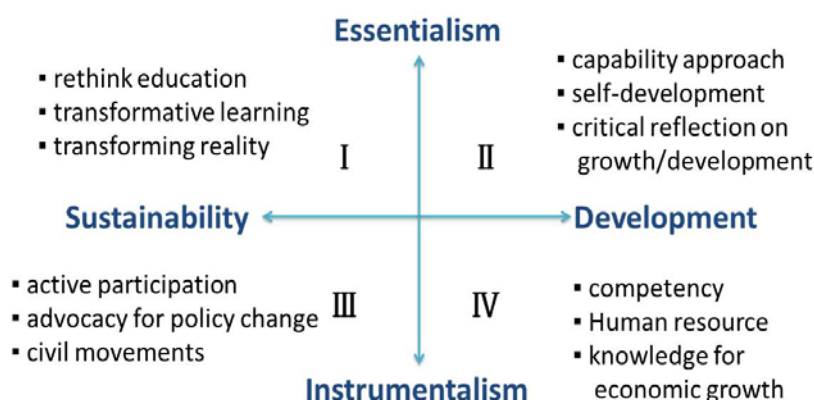 Essentialism
▪ rethink education
▪ transformative learning
▪ transforming reality
▪ capability approach
▪ self-development
▪ critical reflection on
growth/development
I
II
Sustainability
Development
▪ active participation
▪ advocacy for policy change
▪ civil movements
III
IV
▪ competency
▪ Human resource
▪ knowledge for
economic growth
Instrumentalism